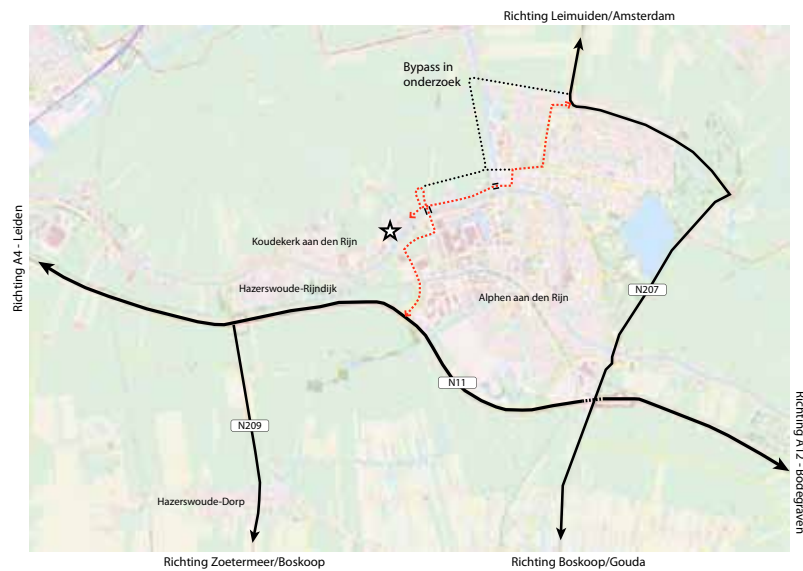 Richting Leimuiden/Amsterdam
Bypass in
onderzoek
Koudekerk aan den Rijn
Richting A4 - Leiden
Hazerswoude-Rijndijk
Alphen aan den Rijn
N207
N11
N209
Richting A12 - Bodegraven
Hazerswoude-Dorp
Richting Zoetermeer/Boskoop
Richting Boskoop/Gouda